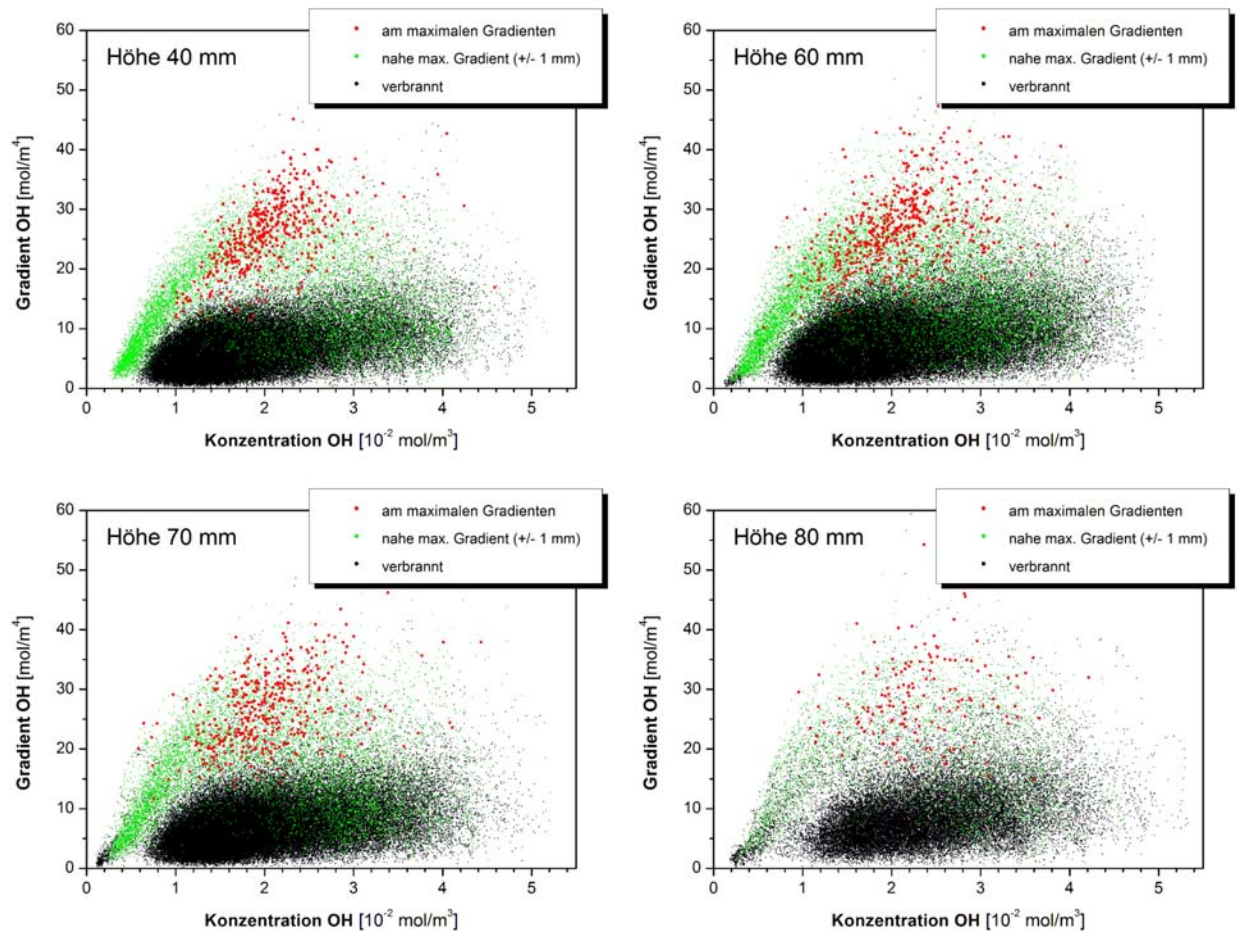 am maximalen Gradienten
nahe max. Gradient (+/- 1 mm)
verbrannt
Höhe 40 mm
60
50
40
30
20
10
0
Gradient OH [mol/m⁴]
0 1 2 3 4 5
Konzentration OH [10⁻² mol/m³]
am maximalen Gradienten
nahe max. Gradient (+/- 1 mm)
verbrannt
Höhe 60 mm
60
50
40
30
20
10
0
Gradient OH [mol/m⁴]
0 1 2 3 4 5
Konzentration OH [10⁻² mol/m³]
am maximalen Gradienten
nahe max. Gradient (+/- 1 mm)
verbrannt
Höhe 70 mm
60
50
40
30
20
10
0
Gradient OH [mol/m⁴]
0 1 2 3 4 5
Konzentration OH [10⁻² mol/m³]
am maximalen Gradienten
nahe max. Gradient (+/- 1 mm)
verbrannt
Höhe 80 mm
60
50
40
30
20
10
0
Gradient OH [mol/m⁴]
0 1 2 3 4 5
Konzentration OH [10⁻² mol/m³]